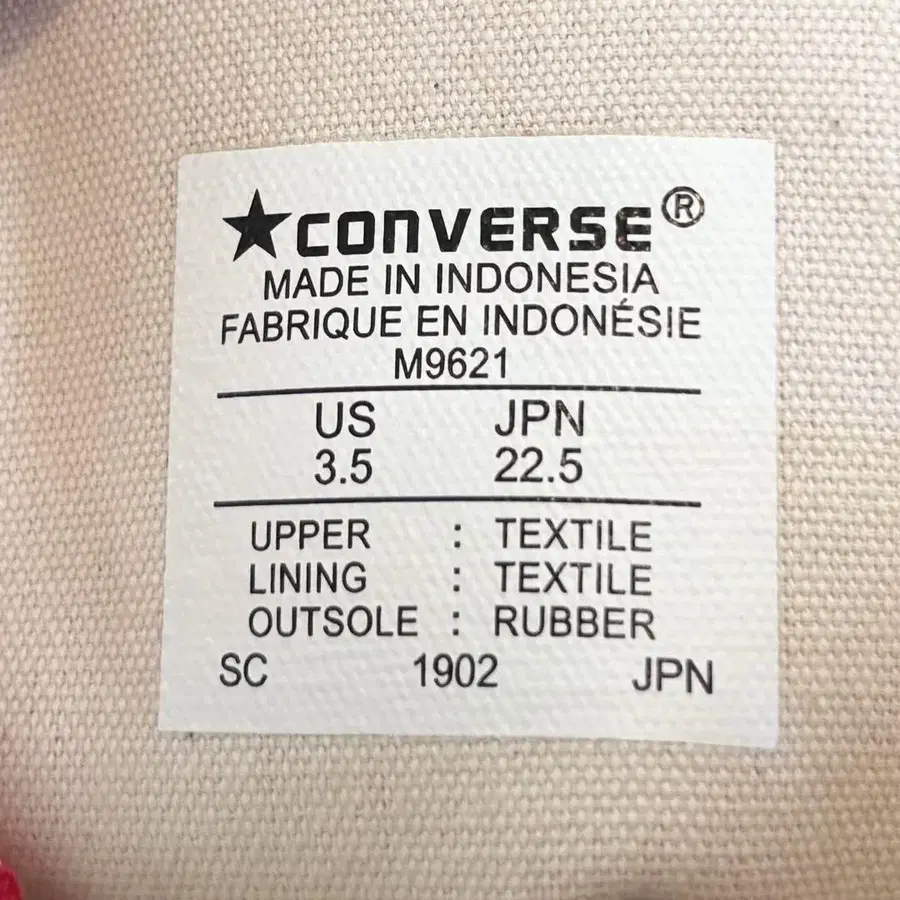 ★CONVERSE®
MADE IN INDONESIA
FABRIQUE EN INDONÉSIE
M9621
US JPN
3.5 22.5
UPPER : TEXTILE
LINING : TEXTILE
OUTSOLE : RUBBER
SC 1902 JPN